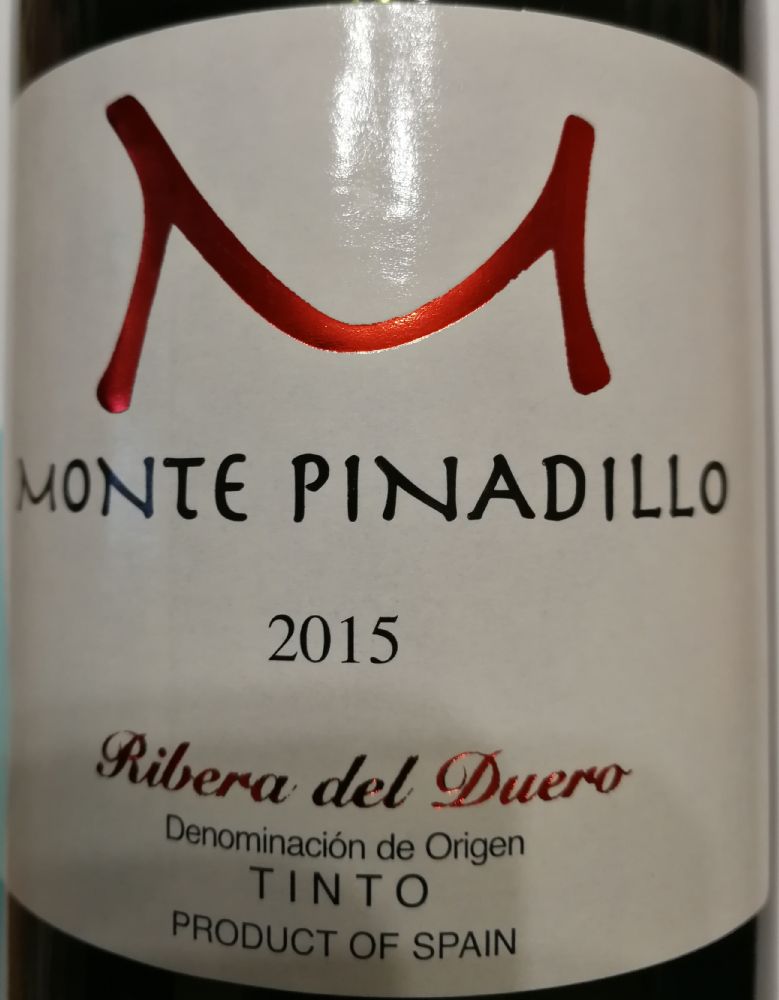 M
MONTE PINADILLO
2015
Ribera del Duero
Denominación de Origen
TINTO
PRODUCT OF SPAIN